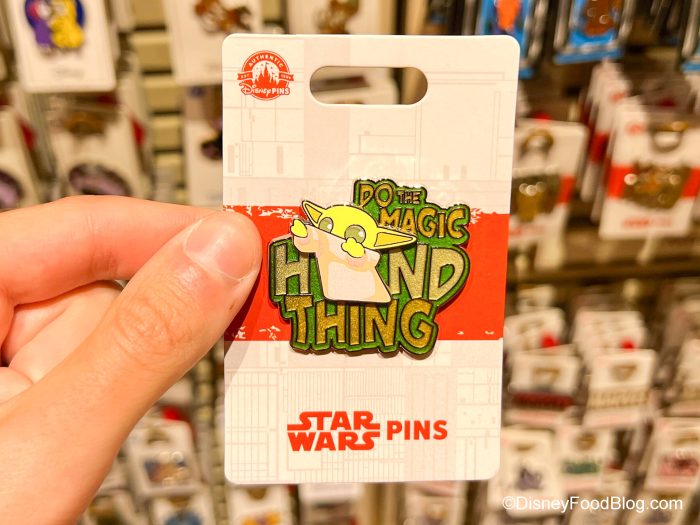 AUTHENTIC
Disney PINS
DO THE
MAGIC
HAND
THING
STAR
WARS PINS
©DisneyFoodBlog.com